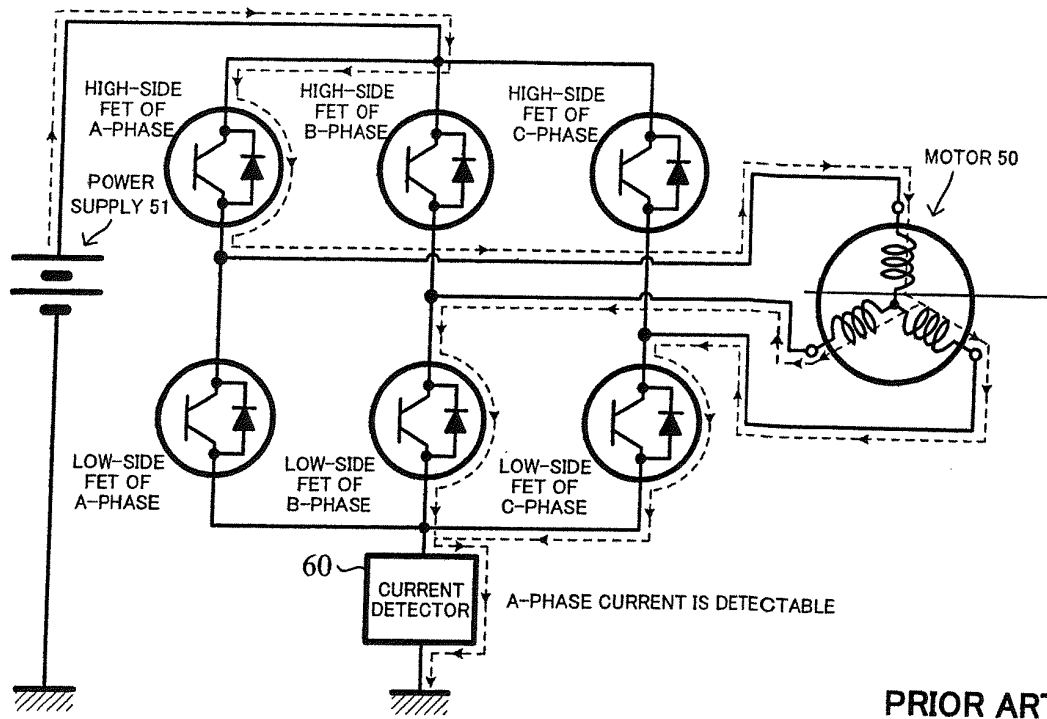 HIGH-SIDE
FET OF
A-PHASE
HIGH-SIDE
FET OF
B-PHASE
HIGH-SIDE
FET OF
C-PHASE
POWER
SUPPLY 51
MOTOR 50
LOW-SIDE
FET OF
A-PHASE
LOW-SIDE
FET OF
B-PHASE
LOW-SIDE
FET OF
C-PHASE
60
CURRENT
DETECTOR
A-PHASE CURRENT IS DETECTABLE
PRIOR ART